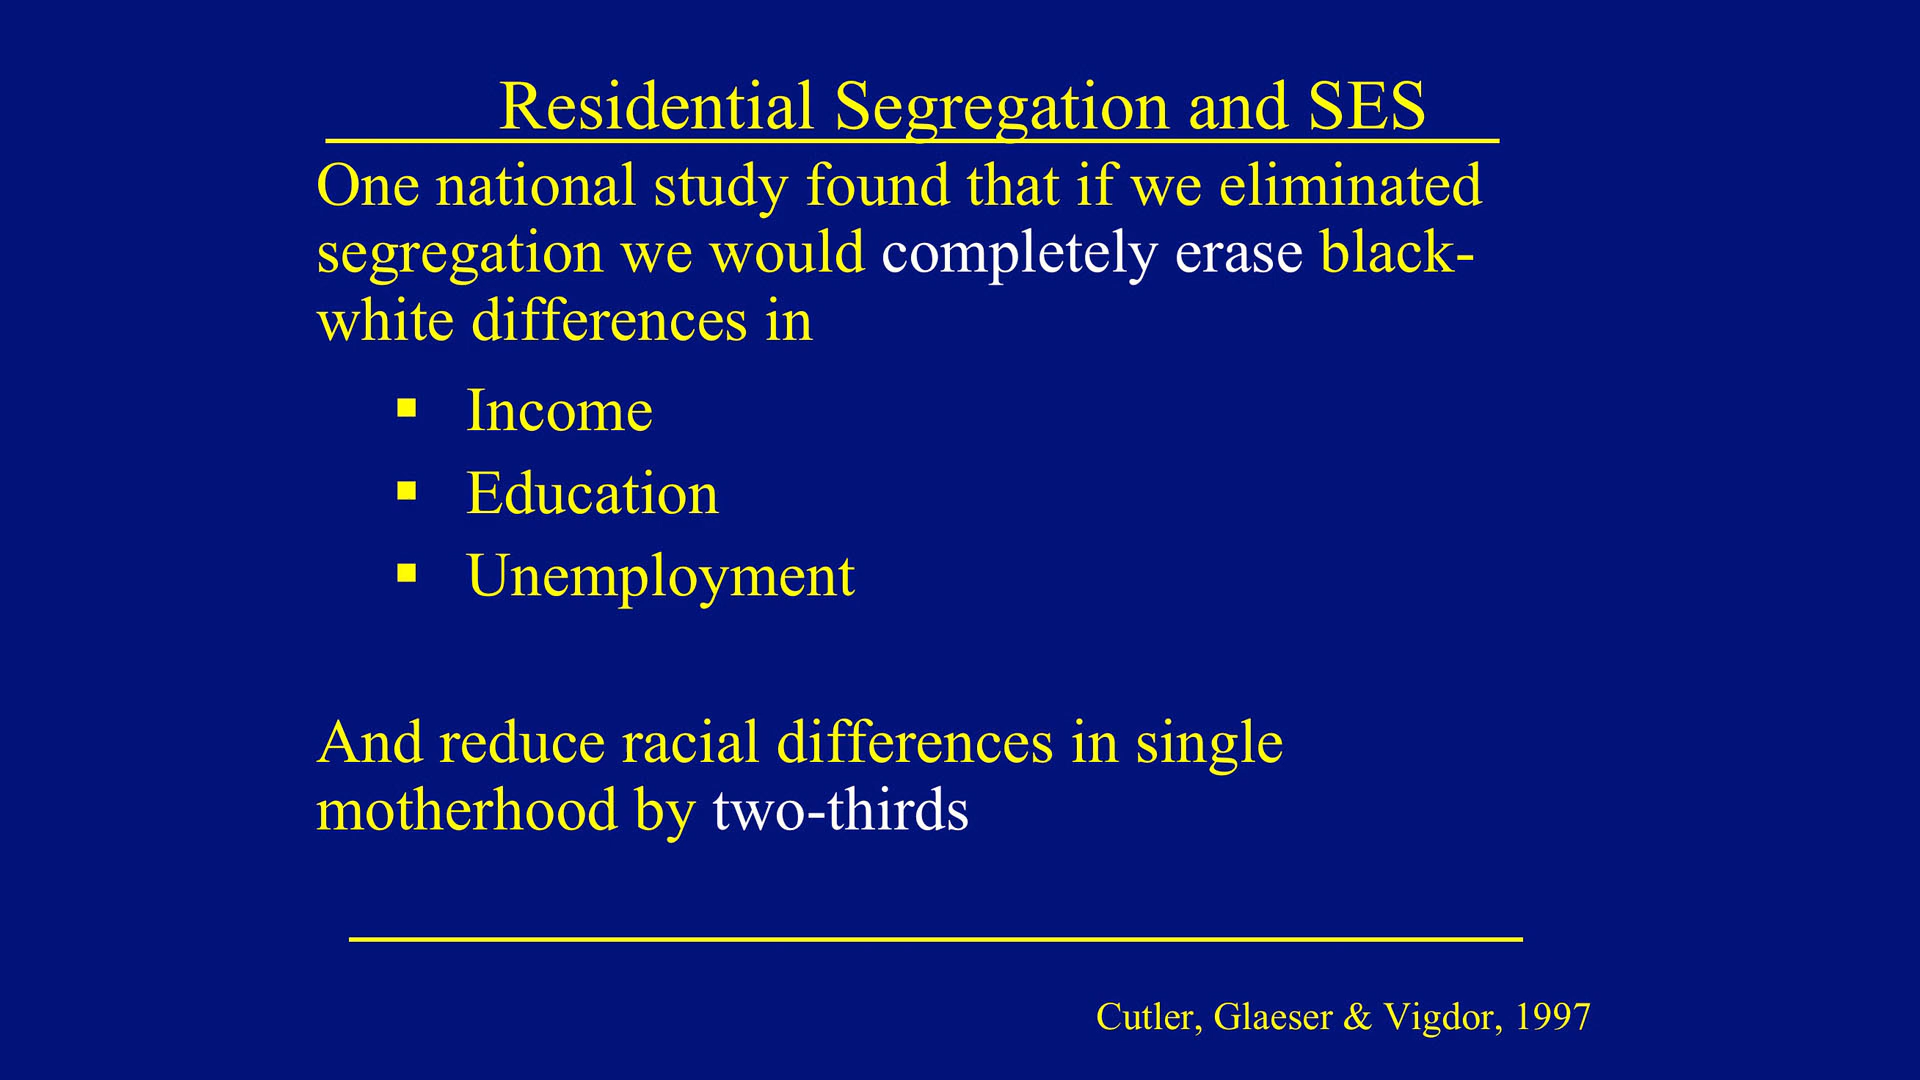 Residential Segregation and SES
One national study found that if we eliminated
segregation we would completely erase black-
white differences in
▪ Income
▪ Education
▪ Unemployment
And reduce racial differences in single
motherhood by two-thirds
Cutler, Glaeser & Vigdor, 1997